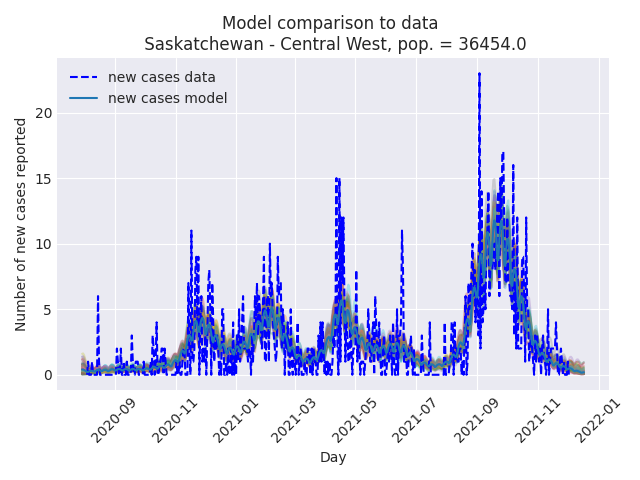 Model comparison to data
Saskatchewan - Central West, pop. = 36454.0
new cases data
new cases model
Number of new cases reported
20
15
10
5
0
2020-09
2020-11
2021-01
2021-03
2021-05
2021-07
2021-09
2021-11
2022-01
Day